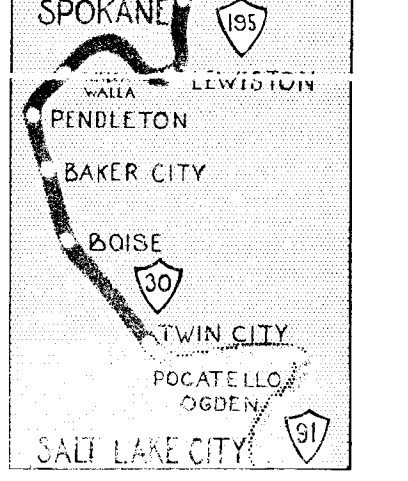 SPOKANE
195
WALLA
LEWISTON
PENDLETON
BAKER CITY
BOISE
30
TWIN CITY
POCATELLO
OGDEN
91
SALT LAKE CITY